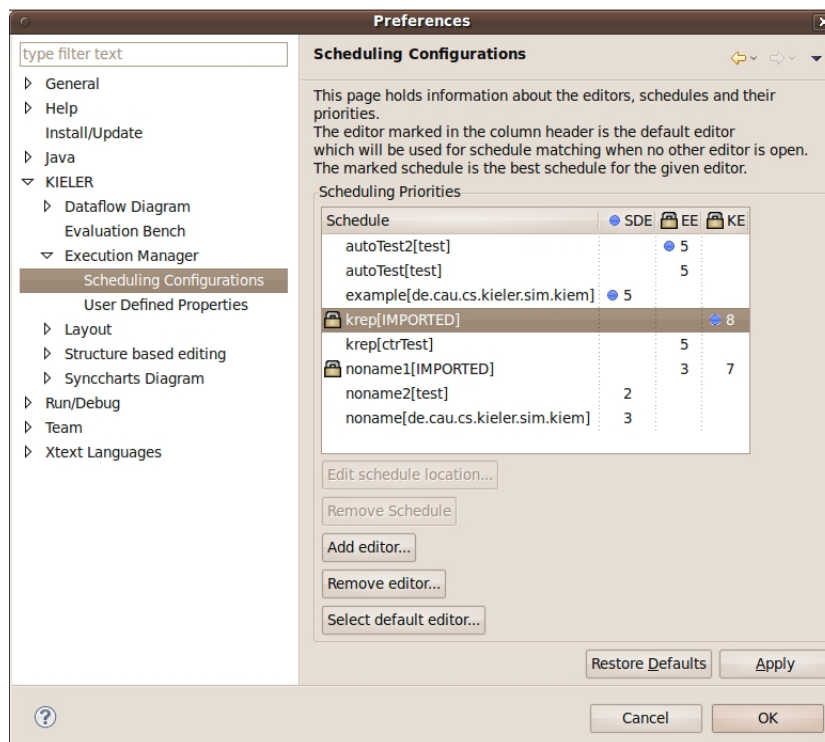 Preferences
type filter text
General
Help
Install/Update
Java
KIELER
Dataflow Diagram
Evaluation Bench
Execution Manager
Scheduling Configurations
User Defined Properties
Layout
Structure based editing
Synccharts Diagram
Run/Debug
Team
Xtext Languages
Scheduling Configurations
This page holds information about the editors, schedules and their
priorities.
The editor marked in the column header is the default editor
which will be used for schedule matching when no other editor is open.
The marked schedule is the best schedule for the given editor.
Scheduling Priorities
Schedule SDE EE KE
autoTest2[test] 5
autoTest[test] 5
example[de.cau.cs.kieler.sim.kiem] 5
krep[IMPORTED] 8
krep[ctrTest] 5
noname1[IMPORTED] 3 7
noname2[test] 2
noname[de.cau.cs.kieler.sim.kiem] 3
Edit schedule location...
Remove Schedule
Add editor...
Remove editor...
Select default editor...
Restore Defaults Apply
? Cancel OK